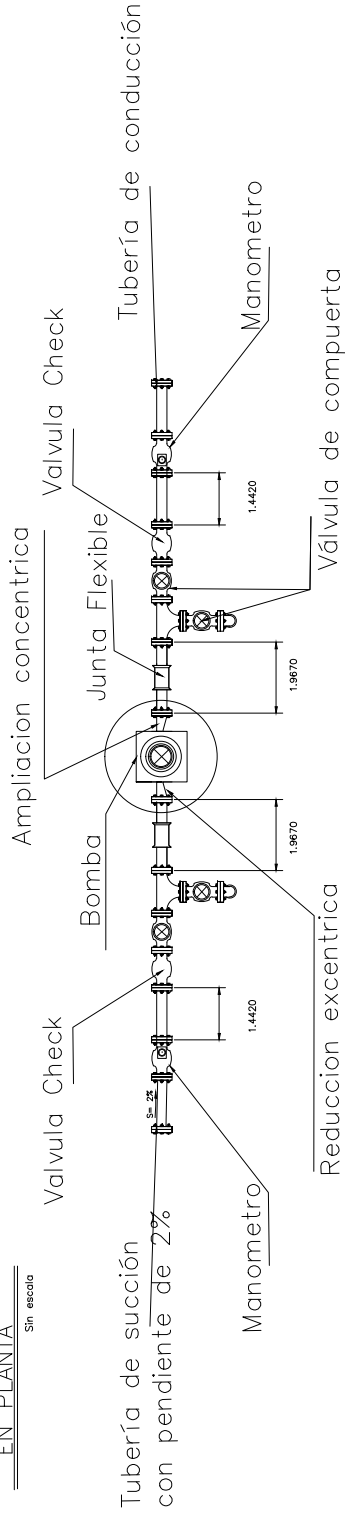 EN PLANTA
Sin escala
Tubería de succión
con pendiente de 2%
S= 2%
Valvula Check
Manometro
1.4420
Bomba
Ampliacion concentrica
Reduccion excentrica
1.9670
Junta Flexible
1.9670
Valvula Check
1.4420
Válvula de compuerta
Manometro
Tubería de conducción